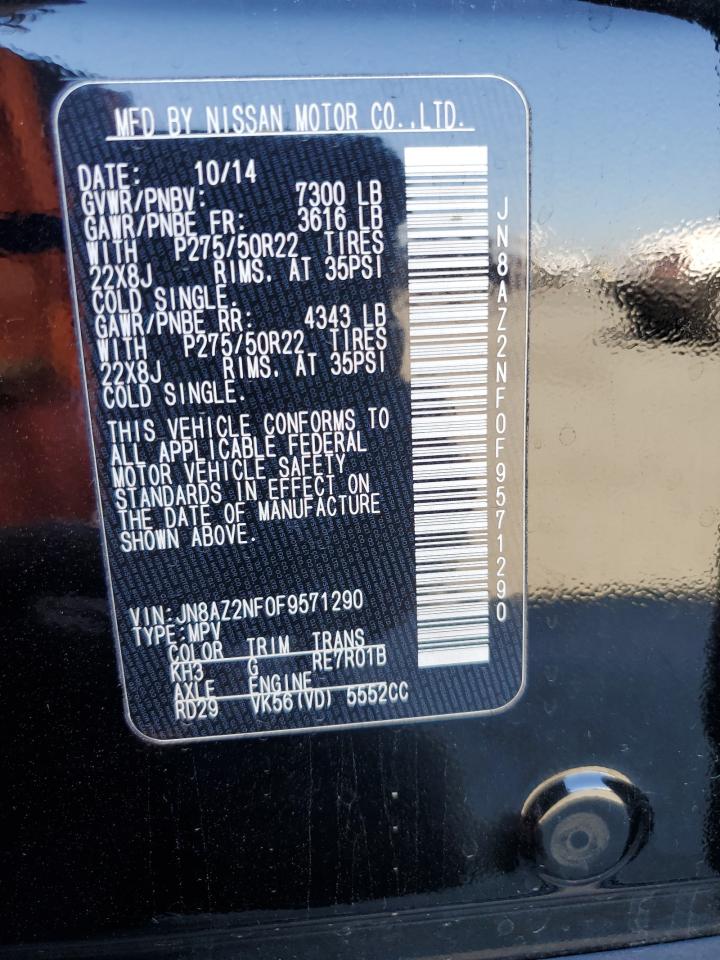 MFD BY NISSAN MOTOR CO.,LTD.
DATE: 10/14
GVWR/PNBV: 7300 LB
GAWR/PNBE FR: 3616 LB
WITH P275/50R22 TIRES
22X8J RIMS, AT 35PSI
COLD SINGLE.
GAWR/PNBE RR: 4343 LB
WITH P275/50R22 TIRES
22X8J RIMS. AT 35PSI
COLD SINGLE.
THIS VEHICLE CONFORMS TO
ALL APPLICABLE FEDERAL
MOTOR VEHICLE SAFETY
STANDARDS IN EFFECT ON
THE DATE OF MANUFACTURE
SHOWN ABOVE.
VIN:JN8AZ2NF0F9571290
TYPE:MPV
COLOR TRIM TRANS
KH3 G RE7R01B
AXLE ENGINE
RD29 VK56(VD) 5552CC
JN8AZ2NF0F9571290